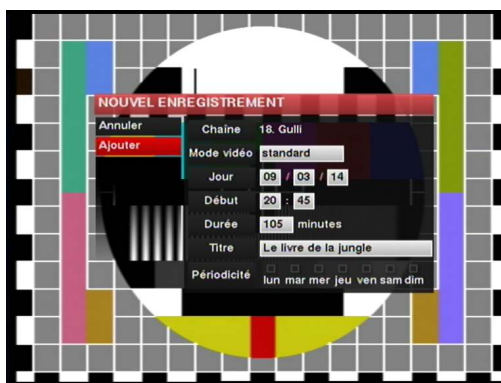 NOUVEL ENREGISTREMENT
Annuler
Ajouter
Chaîne 18. Gulli
Mode vidéo standard
Jour 09 / 03 / 14
Début 20 : 45
Durée 105 minutes
Titre Le livre de la jungle
Périodicité lun mar mer jeu ven sam dim